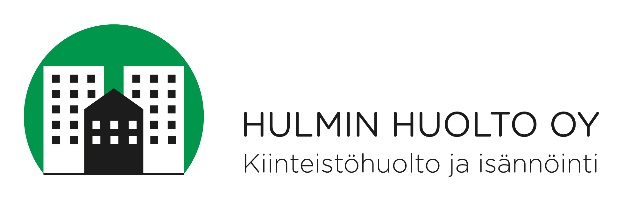 HULMIN HUOLTO OY
Kiinteistöhuolto ja isännöinti